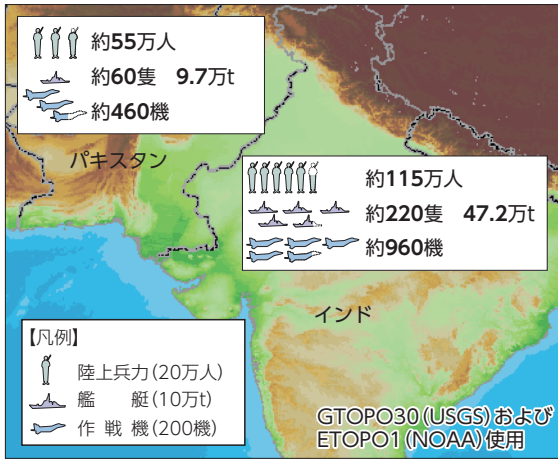 約55万人
約60隻 9.7万t
約460機
パキスタン
約115万人
約220隻 47.2万t
約960機
インド
【凡例】
陸上兵力(20万人)
艦 艇(10万t)
作 戦 機(200機)
GTOPO30(USGS)および
ETOPO1(NOAA)使用